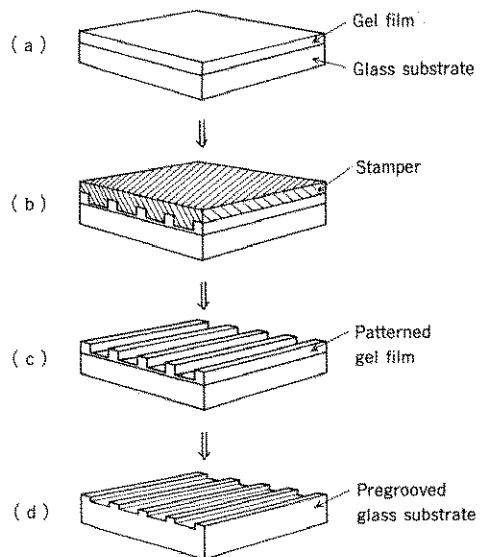 ( a )
Gel film
Glass substrate
( b )
Stamper
( c )
Patterned
gel film
( d )
Pregrooved
glass substrate